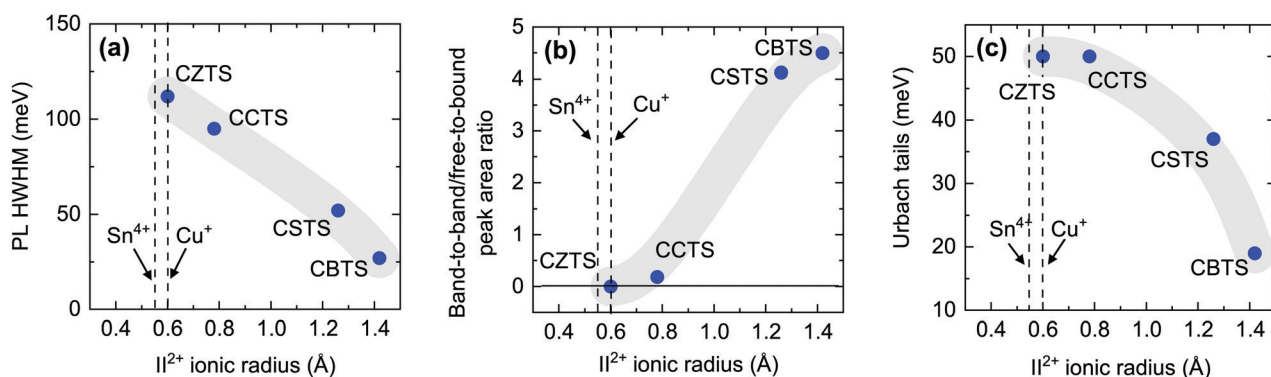 (a)
150
100
50
0
PL HWHM (meV)
CZTS
CCTS
CSTS
CBTS
Sn⁴⁺
Cu⁺
0.4 0.6 0.8 1.0 1.2 1.4
II²⁺ ionic radius (Å)
(b)
5
4
3
2
1
0
Band-to-band/free-to-bound
peak area ratio
CBTS
CSTS
Sn⁴⁺
Cu⁺
CZTS
CCTS
0.4 0.6 0.8 1.0 1.2 1.4
II²⁺ ionic radius (Å)
(c)
50
40
30
20
10
Urbach tails (meV)
CZTS
CCTS
CSTS
Sn⁴⁺
Cu⁺
CBTS
0.4 0.6 0.8 1.0 1.2 1.4
II²⁺ ionic radius (Å)